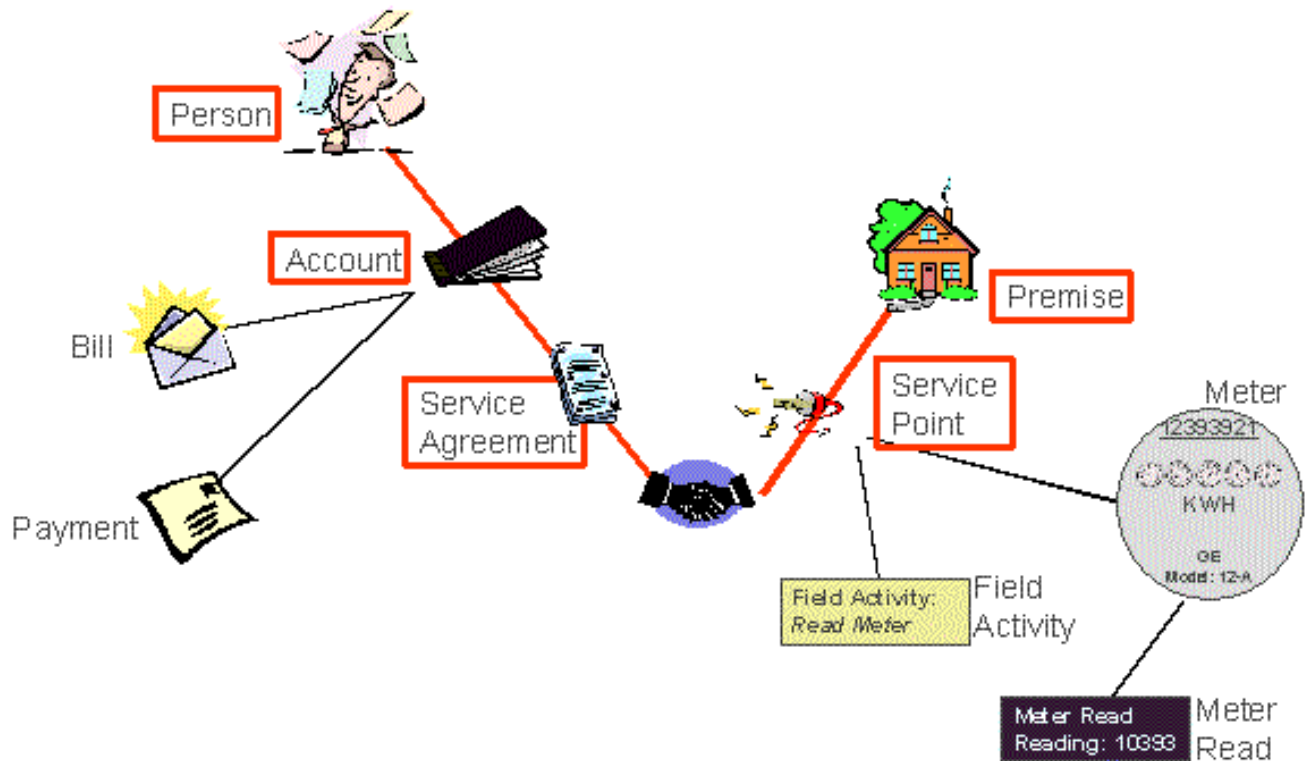 Person
Account
Bill
Premise
Service
Agreement
Service
Point
Meter
12393921
KWH
GE
Model: 12-A
Payment
Field Activity:
Read Meter
Field
Activity
Meter Read
Reading: 10393
Meter
Read